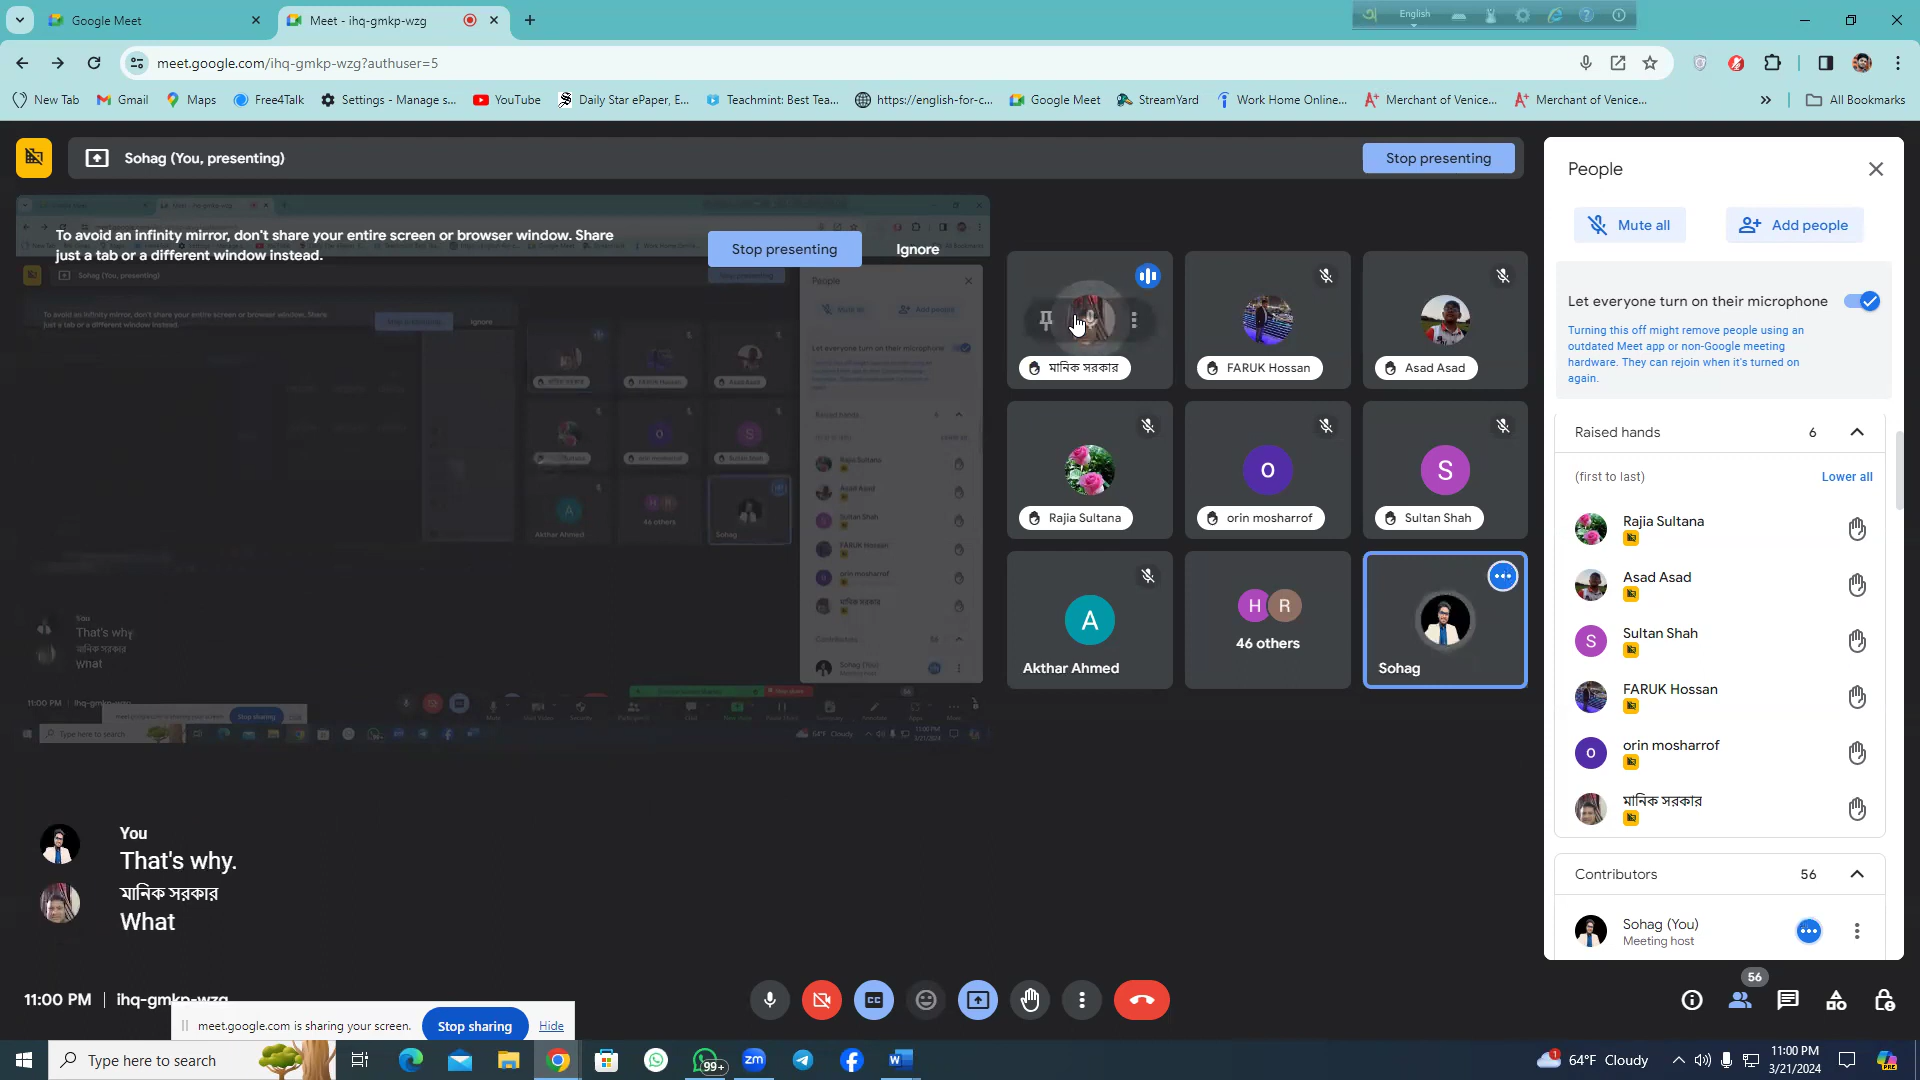 Google Meet
Meet - ihq-gmkp-wzg
English
meet.google.com/ihq-gmkp-wzg?authuser=5
New Tab
Gmail
Maps
Free4Talk
Settings - Manage s...
YouTube
Daily Star ePaper, E...
Teachmint: Best Tea...
https://english-for-c...
Google Meet
StreamYard
Work Home Online...
Merchant of Venice...
Merchant of Venice...
All Bookmarks
Sohag (You, presenting)
Stop presenting
To avoid an infinity mirror, don't share your entire screen or browser window. Share
just a tab or a different window instead.
Stop presenting
Ignore
মানিক সরকার
FARUK Hossan
Asad Asad
Rajia Sultana
o
orin mosharrof
S
Sultan Shah
A
Akthar Ahmed
H R
46 others
Sohag
People
Mute all
Add people
Let everyone turn on their microphone
Turning this off might remove people using an
outdated Meet app or non-Google meeting
hardware. They can rejoin when it's turned on
again.
Raised hands 6
(first to last) Lower all
Rajia Sultana
Asad Asad
S Sultan Shah
FARUK Hossan
o orin mosharrof
মানিক সরকার
Contributors 56
Sohag (You)
Meeting host
You
That's why.
মানিক সরকার
What
11:00 PM | ihq-gmkp-wzg
56
meet.google.com is sharing your screen.
Stop sharing
Hide
Type here to search
99+
zm
64°F Cloudy
11:00 PM
3/21/2024